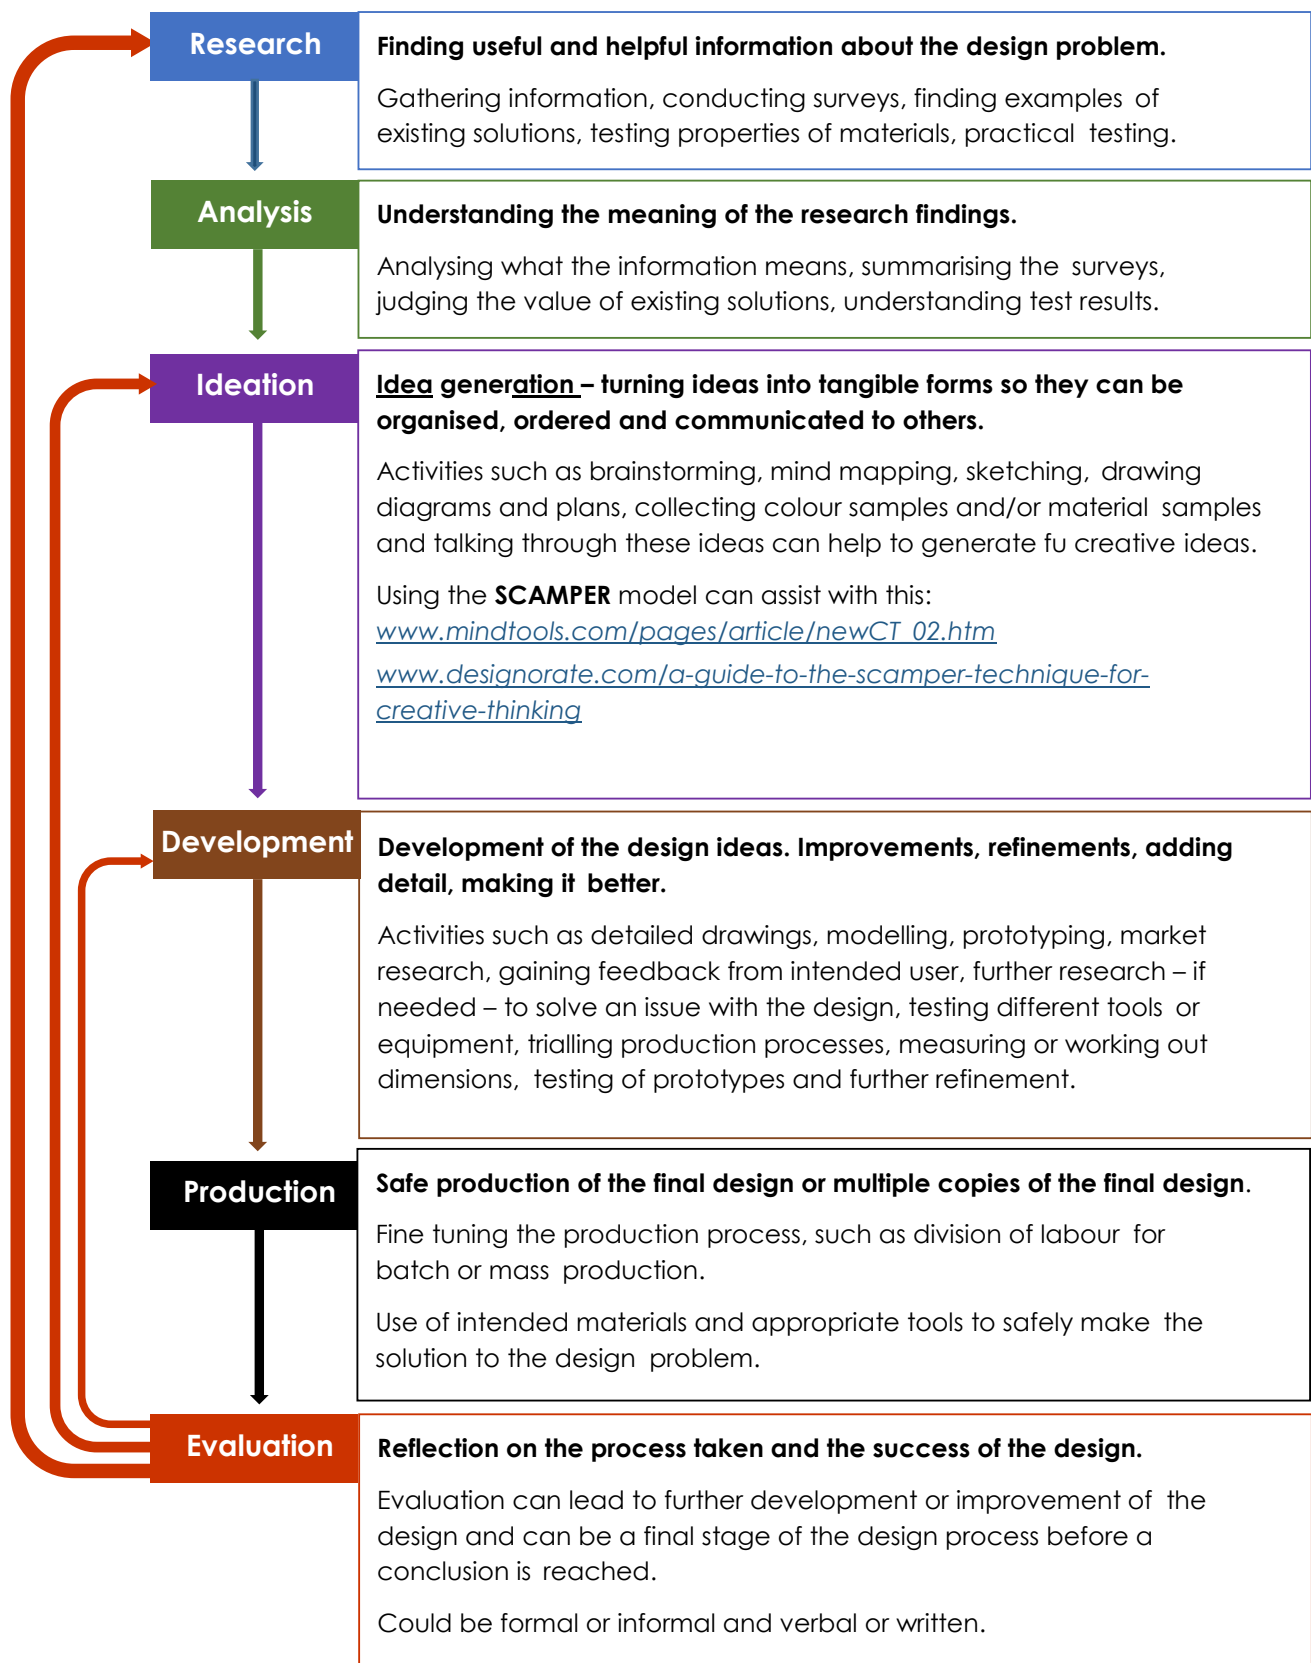 Research
Finding useful and helpful information about the design problem.
Gathering information, conducting surveys, finding examples of
existing solutions, testing properties of materials, practical testing.
Analysis
Understanding the meaning of the research findings.
Analysing what the information means, summarising the surveys,
judging the value of existing solutions, understanding test results.
Ideation
Idea generation – turning ideas into tangible forms so they can be
organised, ordered and communicated to others.
Activities such as brainstorming, mind mapping, sketching, drawing
diagrams and plans, collecting colour samples and/or material samples
and talking through these ideas can help to generate fu creative ideas.
Using the SCAMPER model can assist with this:
www.mindtools.com/pages/article/newCT_02.htm
www.designorate.com/a-guide-to-the-scamper-technique-for-
creative-thinking
Development
Development of the design ideas. Improvements, refinements, adding
detail, making it better.
Activities such as detailed drawings, modelling, prototyping, market
research, gaining feedback from intended user, further research – if
needed – to solve an issue with the design, testing different tools or
equipment, trialling production processes, measuring or working out
dimensions, testing of prototypes and further refinement.
Production
Safe production of the final design or multiple copies of the final design.
Fine tuning the production process, such as division of labour for
batch or mass production.
Use of intended materials and appropriate tools to safely make the
solution to the design problem.
Evaluation
Reflection on the process taken and the success of the design.
Evaluation can lead to further development or improvement of the
design and can be a final stage of the design process before a
conclusion is reached.
Could be formal or informal and verbal or written.